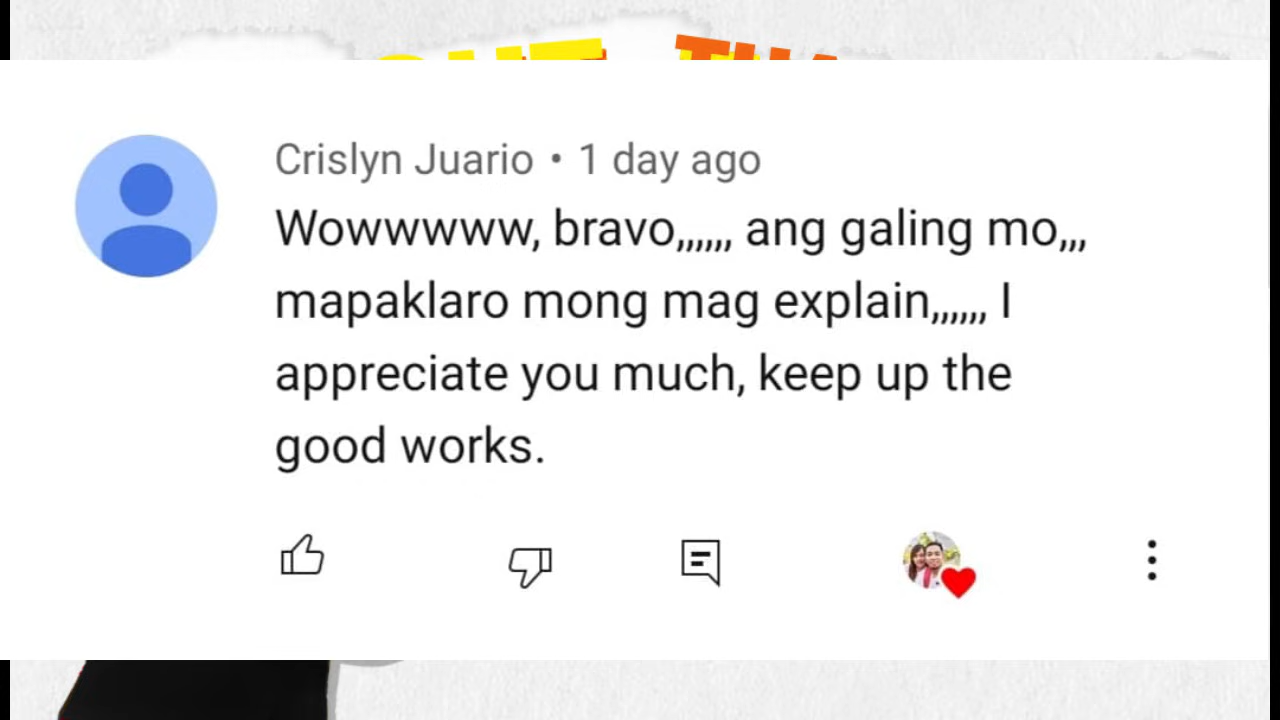 Crislyn Juario • 1 day ago
Wowwwww, bravo,,,,,, ang galing mo,,,
mapaklaro mong mag explain,,,,,, I
appreciate you much, keep up the
good works.